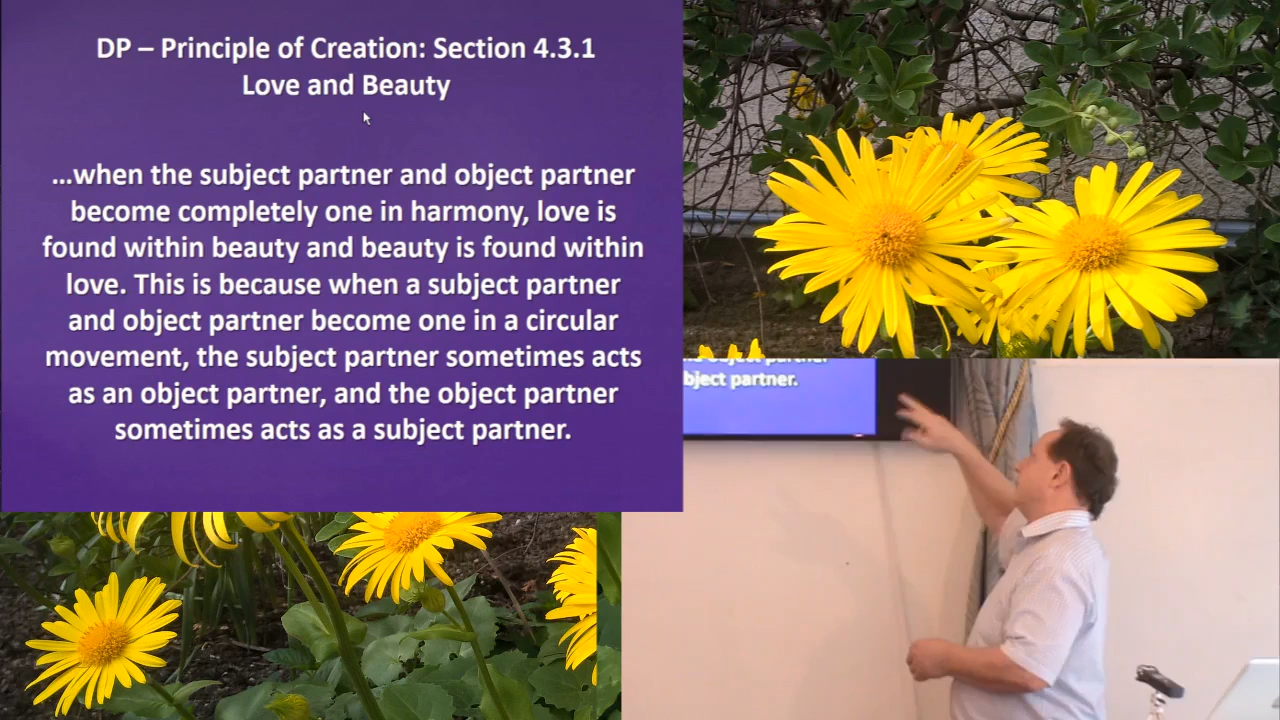 DP – Principle of Creation: Section 4.3.1
Love and Beauty
...when the subject partner and object partner
become completely one in harmony, love is
found within beauty and beauty is found within
love. This is because when a subject partner
and object partner become one in a circular
movement, the subject partner sometimes acts
as an object partner, and the object partner
sometimes acts as a subject partner.
object partner
bject partner.